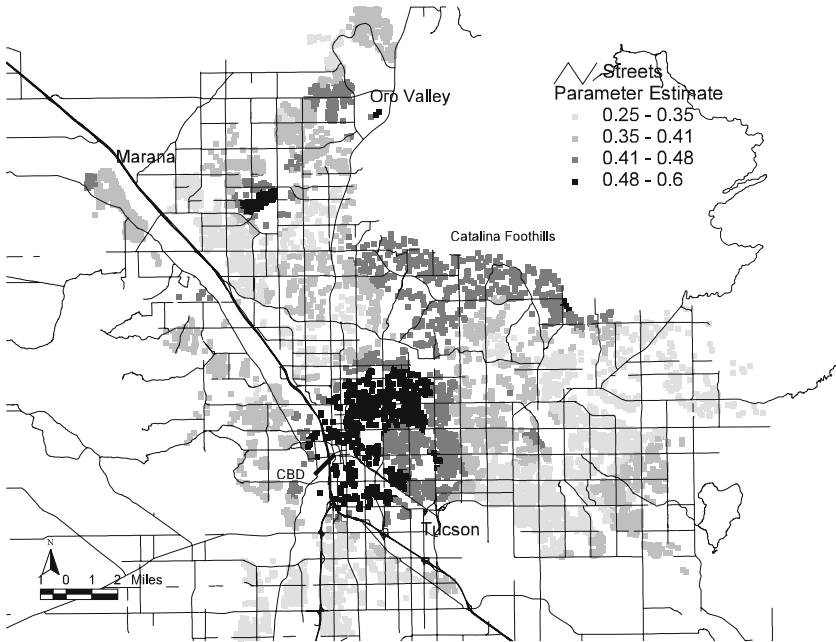 Streets
Parameter Estimate
0.25 - 0.35
0.35 - 0.41
0.41 - 0.48
0.48 - 0.6
Oro Valley
Marana
Catalina Foothills
CBD
Tucson
N
1 0 1 2 Miles